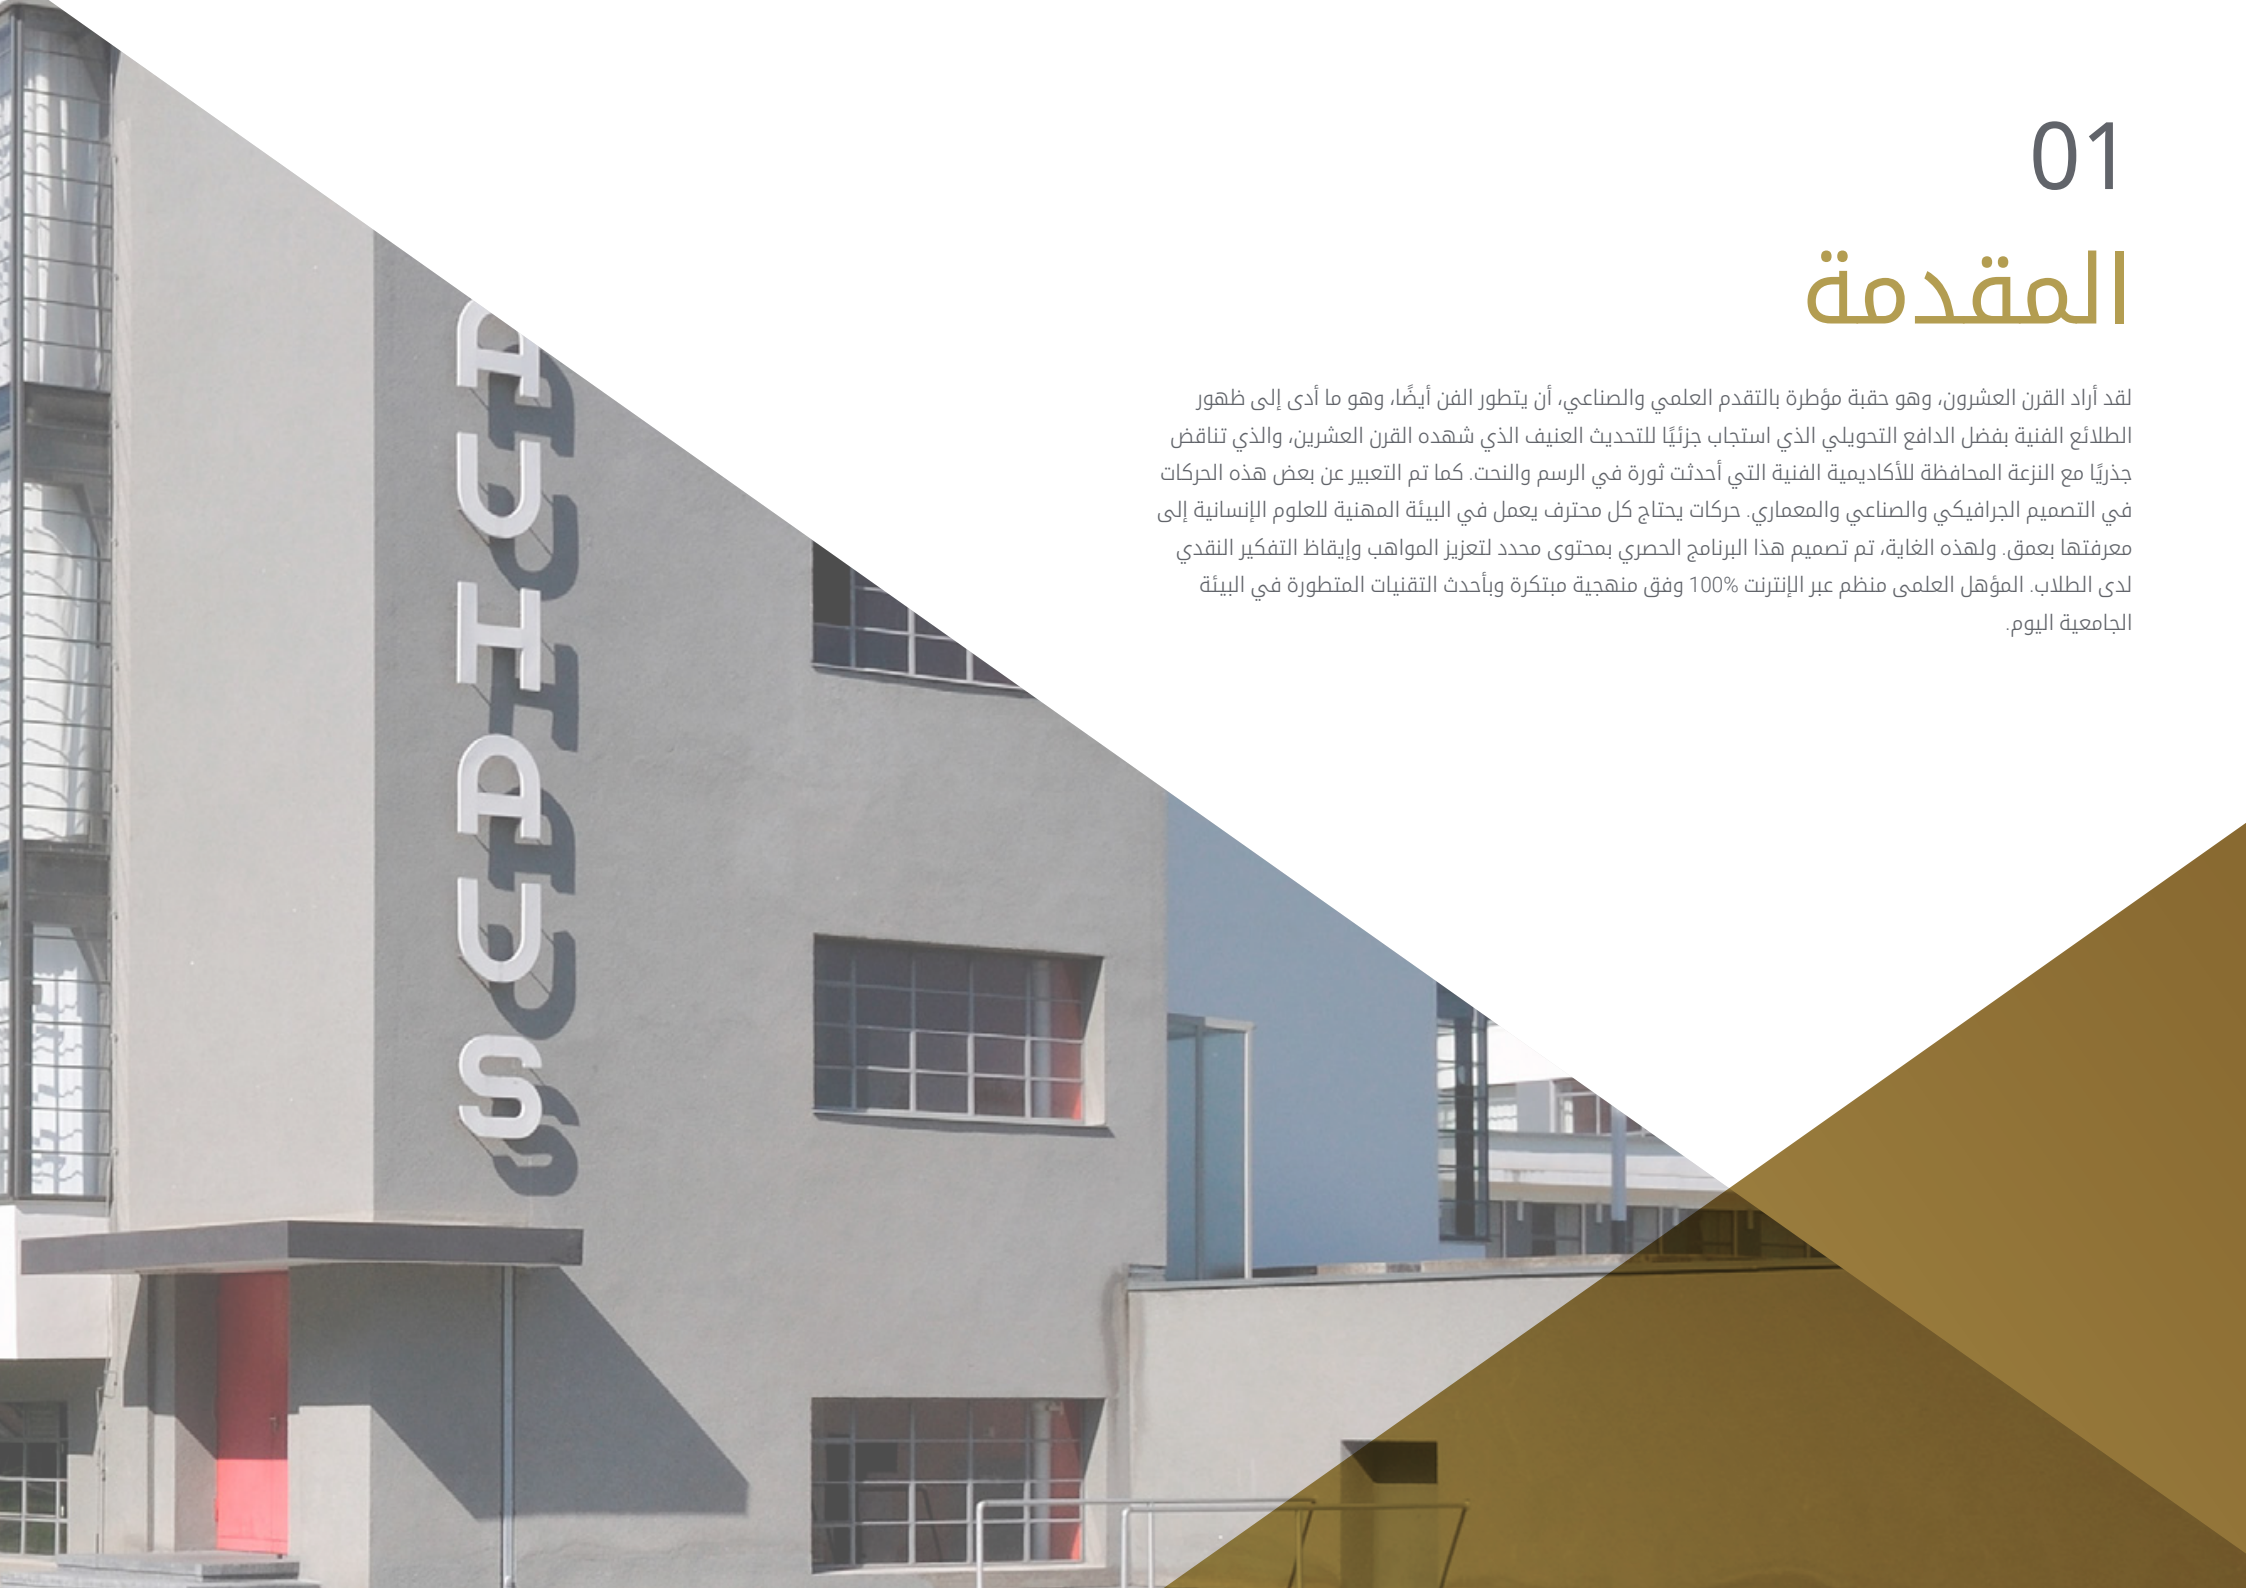 01
المقدمة
لقد أراد القرن العشرون، وهو حقبة مؤطرة بالتقدم العلمي والصناعي، أن يتطور الفن أيضًا، وهو ما أدى إلى ظهور
الطلائع الفنية بفضل الدافع التحويلي الذي استجاب جزئيًا للتحديث العنيف الذي شهده القرن العشرين، والذي تناقض
جذريًا مع النزعة المحافظة للأكاديمية الفنية التي أحدثت ثورة في الرسم والنحت. كما تم التعبير عن بعض هذه الحركات
في التصميم الجرافيكي والصناعي والمعماري. حركات يحتاج كل محترف يعمل في البيئة المهنية للعلوم الإنسانية إلى
معرفتها بعمق. ولهذه الغاية، تم تصميم هذا البرنامج الحصري بمحتوى محدد لتعزيز المواهب وإيقاظ التفكير النقدي
لدى الطلاب. المؤهل العلمى منظم عبر الإنترنت %100 وفق منهجية مبتكرة وبأحدث التقنيات المتطورة في البيئة
الجامعية اليوم.
AUHAUS